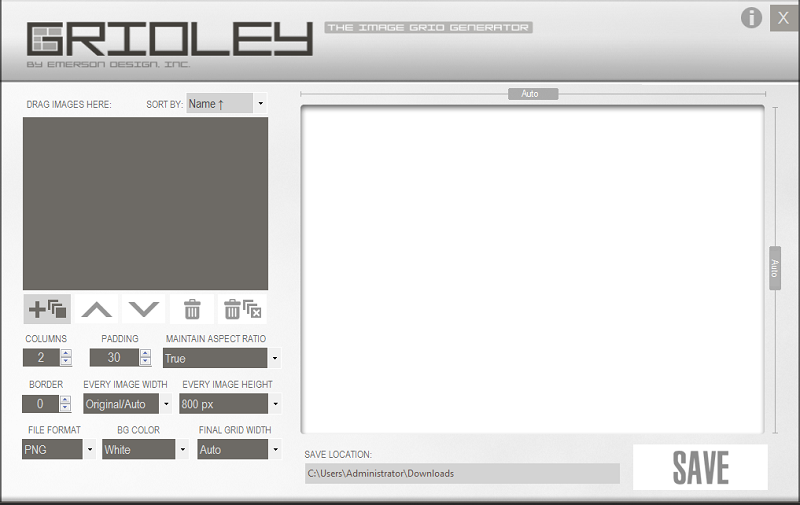 GRIDLEY
THE IMAGE GRID GENERATOR
BY EMERSON DESIGN, INC.
i
X
DRAG IMAGES HERE:
SORT BY:
Name ↑
Auto
Auto
COLUMNS
PADDING
MAINTAIN ASPECT RATIO
2
30
True
BORDER
EVERY IMAGE WIDTH
EVERY IMAGE HEIGHT
0
Original/Auto
800 px
FILE FORMAT
BG COLOR
FINAL GRID WIDTH
PNG
White
Auto
SAVE LOCATION:
C:\Users\Administrator\Downloads
SAVE